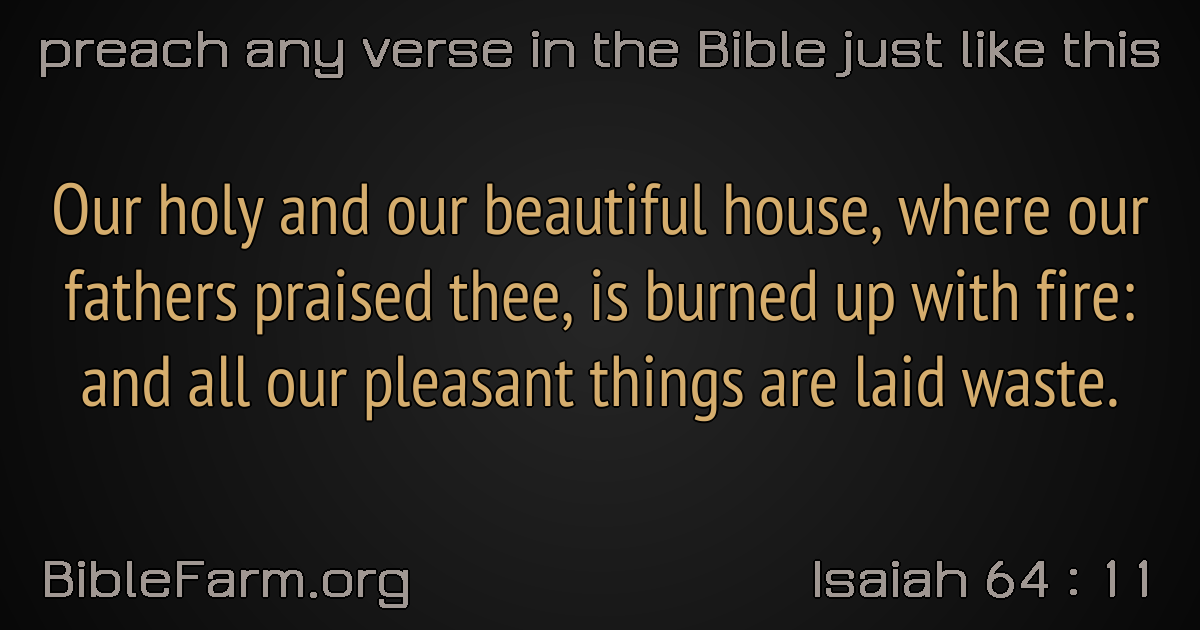 preach any verse in the Bible just like this
Our holy and our beautiful house, where our
fathers praised thee, is burned up with fire:
and all our pleasant things are laid waste.
BibleFarm.org
Isaiah 64 : 11